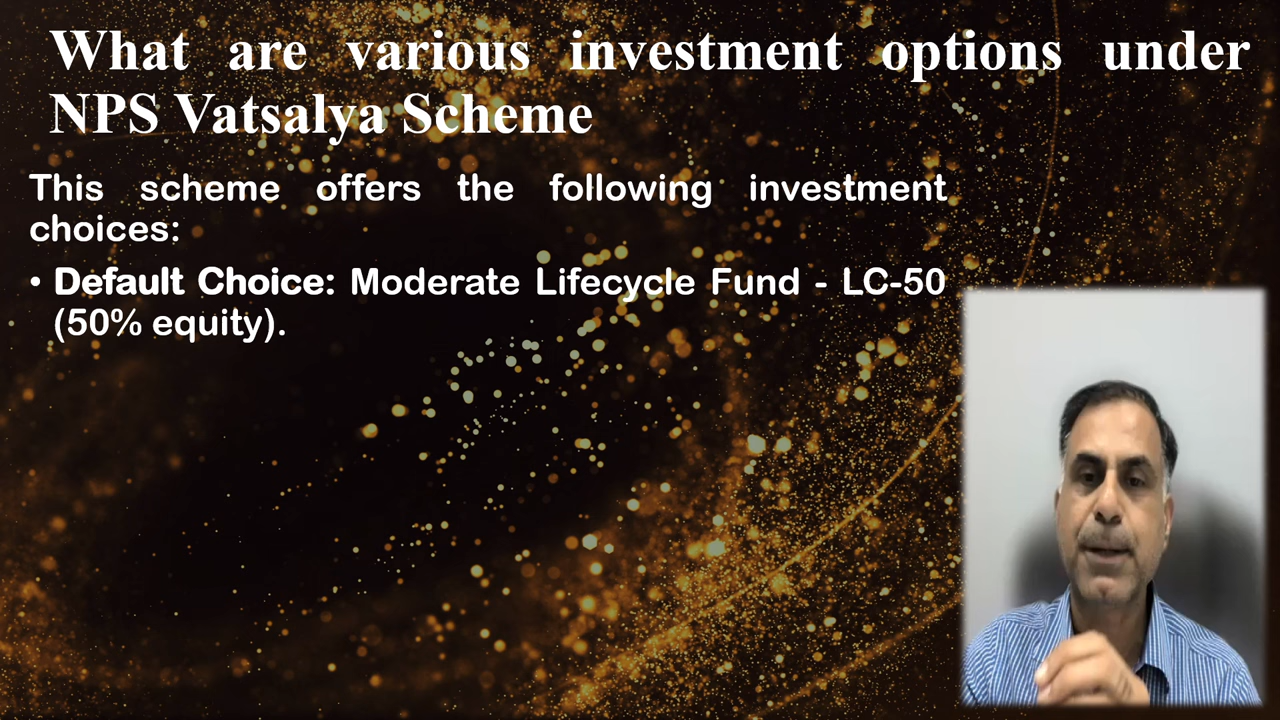 What are various investment options under
NPS Vatsalya Scheme
This scheme offers the following investment
choices:
• Default Choice: Moderate Lifecycle Fund - LC-50
(50% equity).